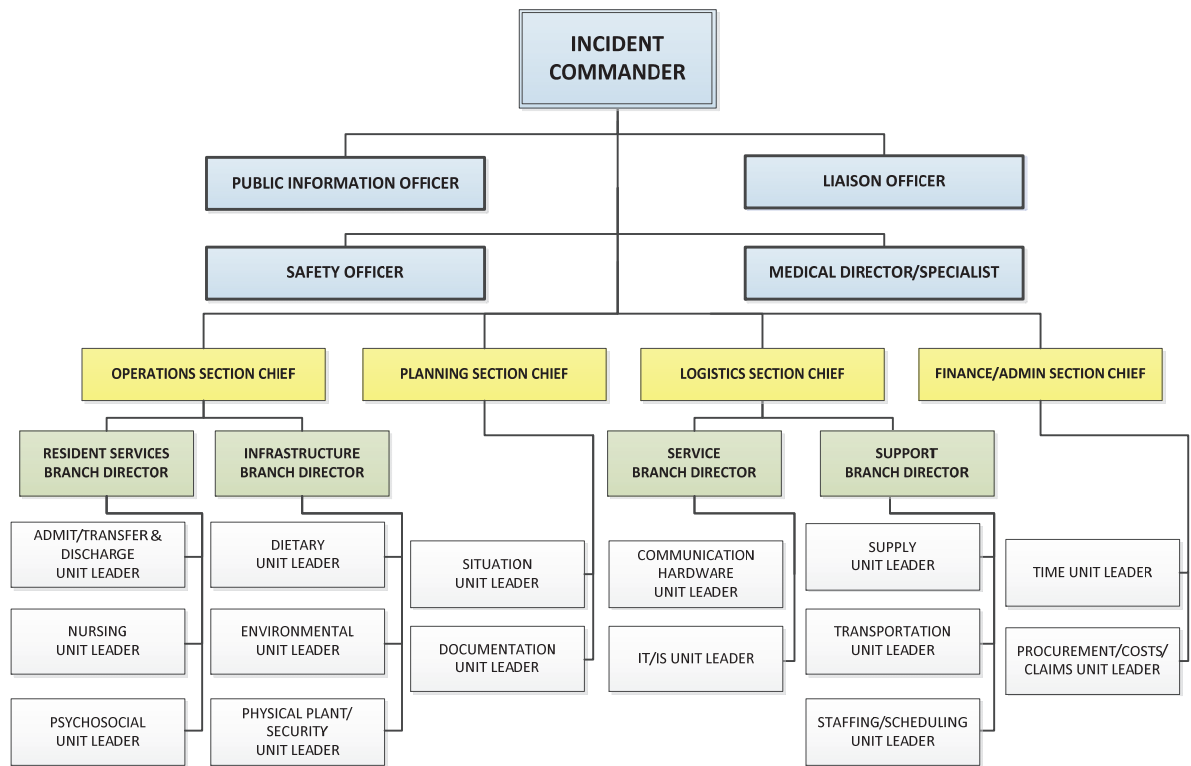 INCIDENT
COMMANDER
PUBLIC INFORMATION OFFICER
LIAISON OFFICER
SAFETY OFFICER
MEDICAL DIRECTOR/SPECIALIST
OPERATIONS SECTION CHIEF
PLANNING SECTION CHIEF
LOGISTICS SECTION CHIEF
FINANCE/ADMIN SECTION CHIEF
RESIDENT SERVICES
BRANCH DIRECTOR
INFRASTRUCTURE
BRANCH DIRECTOR
SERVICE
BRANCH DIRECTOR
SUPPORT
BRANCH DIRECTOR
ADMIT/TRANSFER &
DISCHARGE
UNIT LEADER
DIETARY
UNIT LEADER
SITUATION
UNIT LEADER
COMMUNICATION
HARDWARE
UNIT LEADER
SUPPLY
UNIT LEADER
TIME UNIT LEADER
NURSING
UNIT LEADER
ENVIRONMENTAL
UNIT LEADER
DOCUMENTATION
UNIT LEADER
IT/IS UNIT LEADER
TRANSPORTATION
UNIT LEADER
PROCUREMENT/COSTS/
CLAIMS UNIT LEADER
PSYCHOSOCIAL
UNIT LEADER
PHYSICAL PLANT/
SECURITY
UNIT LEADER
STAFFING/SCHEDULING
UNIT LEADER